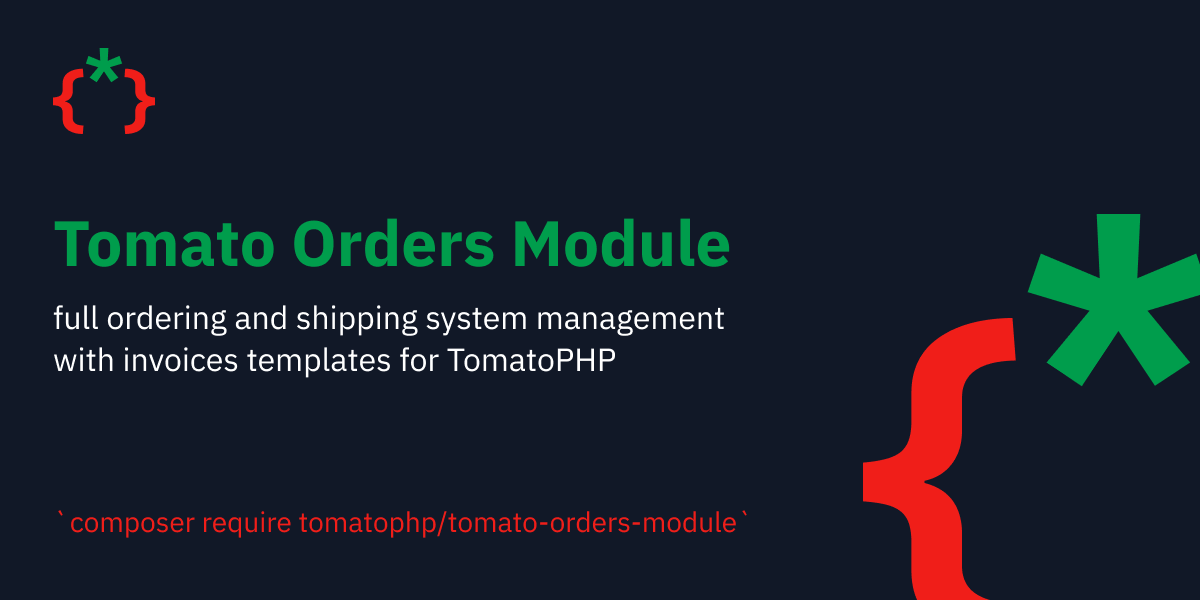 {*}
Tomato Orders Module
full ordering and shipping system management
with invoices templates for TomatoPHP
`composer require tomatophp/tomato-orders-module`